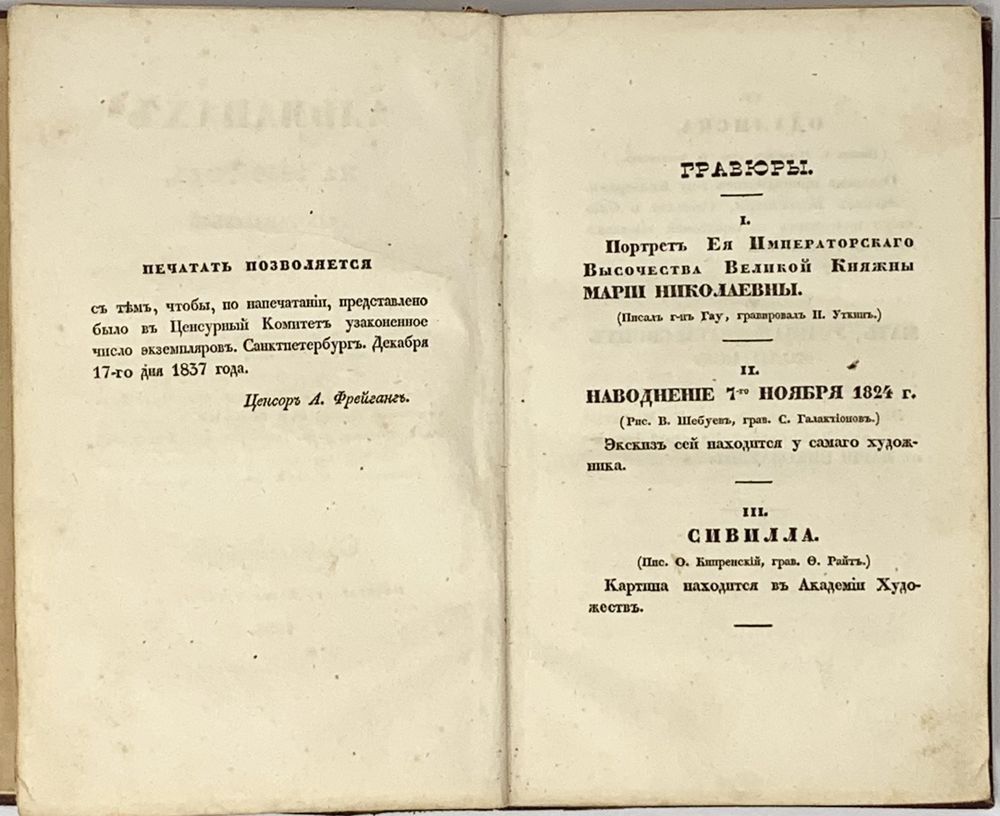 ПЕЧАТАТЬ ПОЗВОЛЯЕТСЯ
съ тѣмъ, чтобы, по напечатаніи, представлено
было въ Ценсурный Комитетъ узаконенное
число экземпляровъ. Санктпетербургъ. Декабря
17-го дня 1837 года.
Ценсоръ А. Фрейгангъ.
ГРАВЮРЫ.
I.
Портретъ Ея Императорскаго
Высочества Великой Княжны
МАРІИ НИКОЛАЕВНЫ.
(Писалъ г-нъ Гау, гравировалъ Н. Уткинъ.)
II.
НАВОДНЕНІЕ 7-го НОЯБРЯ 1824 г.
(Рис. В. Шебуевъ, грав. С. Галактіоновъ.)
Экскизъ сей находится у самаго худож-
ника.
III.
СИВИЛЛА.
(Пис. О. Кипренскій, грав. Ѳ. Райтъ.)
Картина находится въ Академіи Худо-
жествъ.